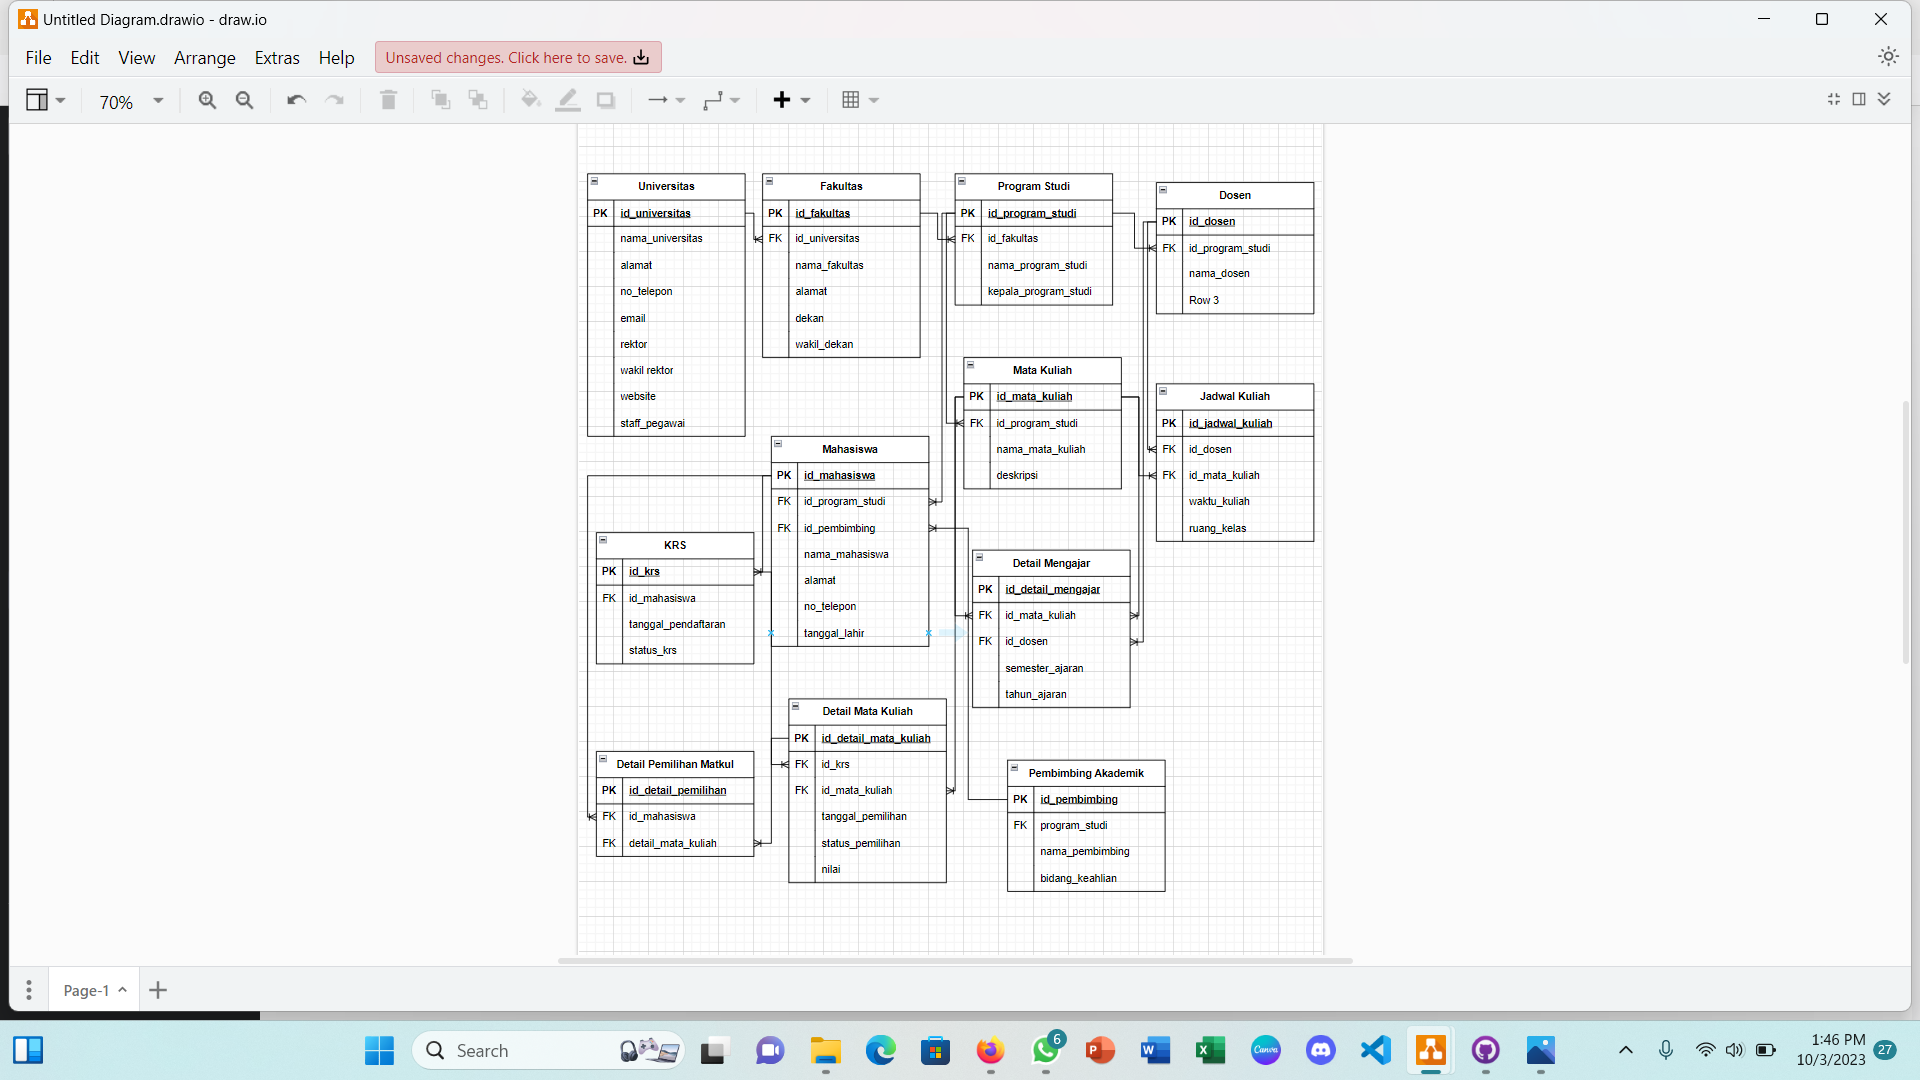 Untitled Diagram.drawio - draw.io
File Edit View Arrange Extras Help Unsaved changes. Click here to save.
70%
Universitas
PK id_universitas
nama_universitas
alamat
no_telepon
email
rektor
wakil rektor
website
staff_pegawai
Fakultas
PK id_fakultas
FK id_universitas
nama_fakultas
alamat
dekan
wakil_dekan
Program Studi
PK id_program_studi
FK id_fakultas
nama_program_studi
kepala_program_studi
Dosen
PK id_dosen
FK id_program_studi
nama_dosen
Row 3
Mata Kuliah
PK id_mata_kuliah
FK id_program_studi
nama_mata_kuliah
deskripsi
Jadwal Kuliah
PK id_jadwal_kuliah
FK id_dosen
FK id_mata_kuliah
waktu_kuliah
ruang_kelas
Mahasiswa
PK id_mahasiswa
FK id_program_studi
FK id_pembimbing
nama_mahasiswa
alamat
no_telepon
tanggal_lahir
KRS
PK id_krs
FK id_mahasiswa
tanggal_pendaftaran
status_krs
Detail Mengajar
PK id_detail_mengajar
FK id_mata_kuliah
FK id_dosen
semester_ajaran
tahun_ajaran
Detail Mata Kuliah
PK id_detail_mata_kuliah
FK id_krs
FK id_mata_kuliah
tanggal_pemilihan
status_pemilihan
nilai
Detail Pemilihan Matkul
PK id_detail_pemilihan
FK id_mahasiswa
FK detail_mata_kuliah
Pembimbing Akademik
PK id_pembimbing
FK program_studi
nama_pembimbing
bidang_keahlian
Page-1
Search
6
P
W
X
Canva
1:46 PM
10/3/2023
27